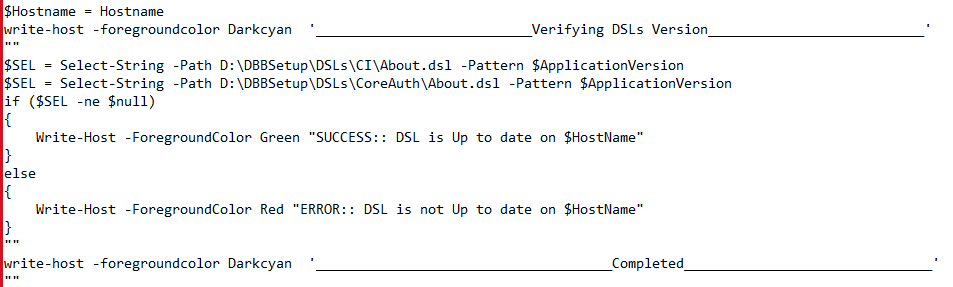 $Hostname = Hostname
write-host -foregroundcolor Darkcyan  '___________________________Verifying DSLs Version___________________________'
""
$SEL = Select-String -Path D:\DBBSetup\DSLs\CI\About.dsl -Pattern $ApplicationVersion
$SEL = Select-String -Path D:\DBBSetup\DSLs\CoreAuth\About.dsl -Pattern $ApplicationVersion
if ($SEL -ne $null)
{
    Write-Host -ForegroundColor Green "SUCCESS:: DSL is Up to date on $HostName"
}
else
{
    Write-Host -ForegroundColor Red "ERROR:: DSL is not Up to date on $HostName"
}
""
write-host -foregroundcolor Darkcyan  '_____________________________________Completed_______________________________'
""